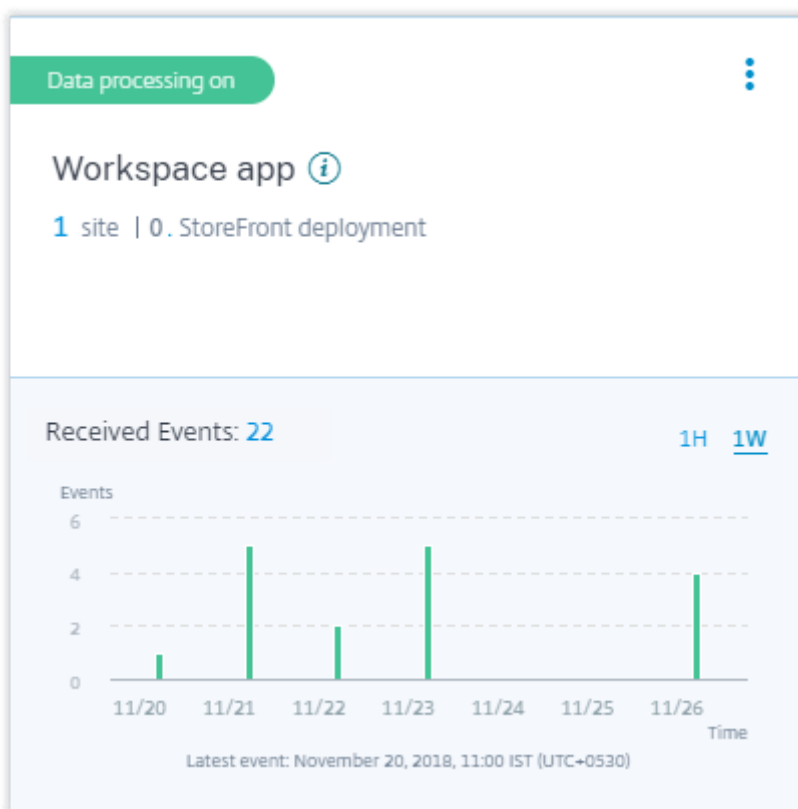 Data processing on
Workspace app i
1 site | 0. StoreFront deployment
Received Events: 22
1H 1W
Events
6
4
2
0
11/20 11/21 11/22 11/23 11/24 11/25 11/26
Time
Latest event: November 20, 2018, 11:00 IST (UTC+0530)